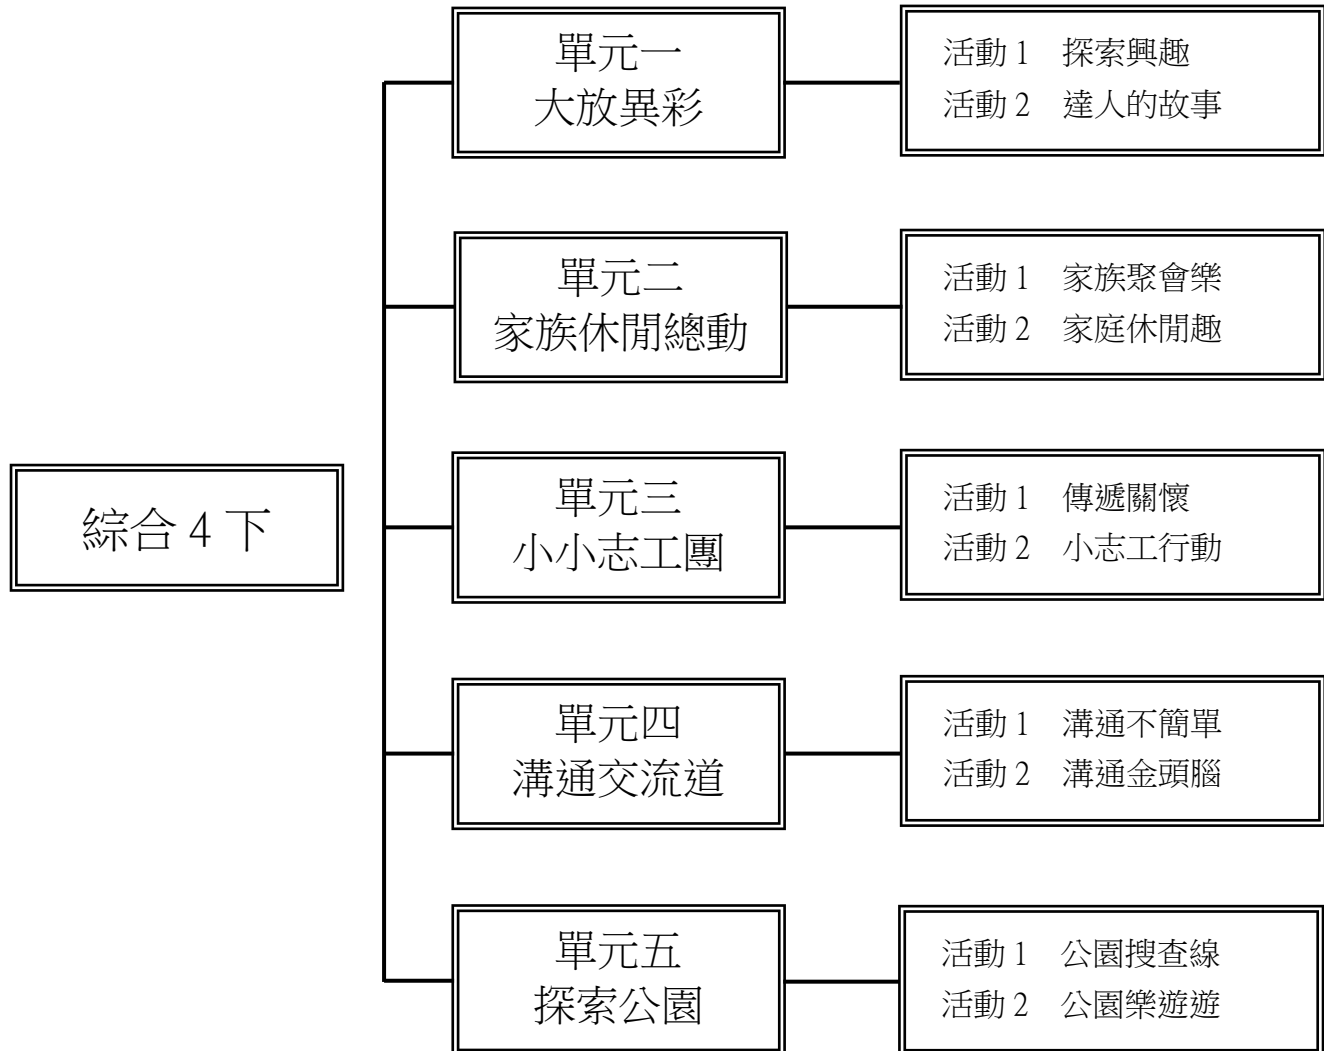 綜合 4 下
單元一
大放異彩
活動 1　探索興趣
活動 2　達人的故事
單元二
家族休閒總動
活動 1　家族聚會樂
活動 2　家庭休閒趣
單元三
小小志工團
活動 1　傳遞關懷
活動 2　小志工行動
單元四
溝通交流道
活動 1　溝通不簡單
活動 2　溝通金頭腦
單元五
探索公園
活動 1　公園搜查線
活動 2　公園樂遊遊